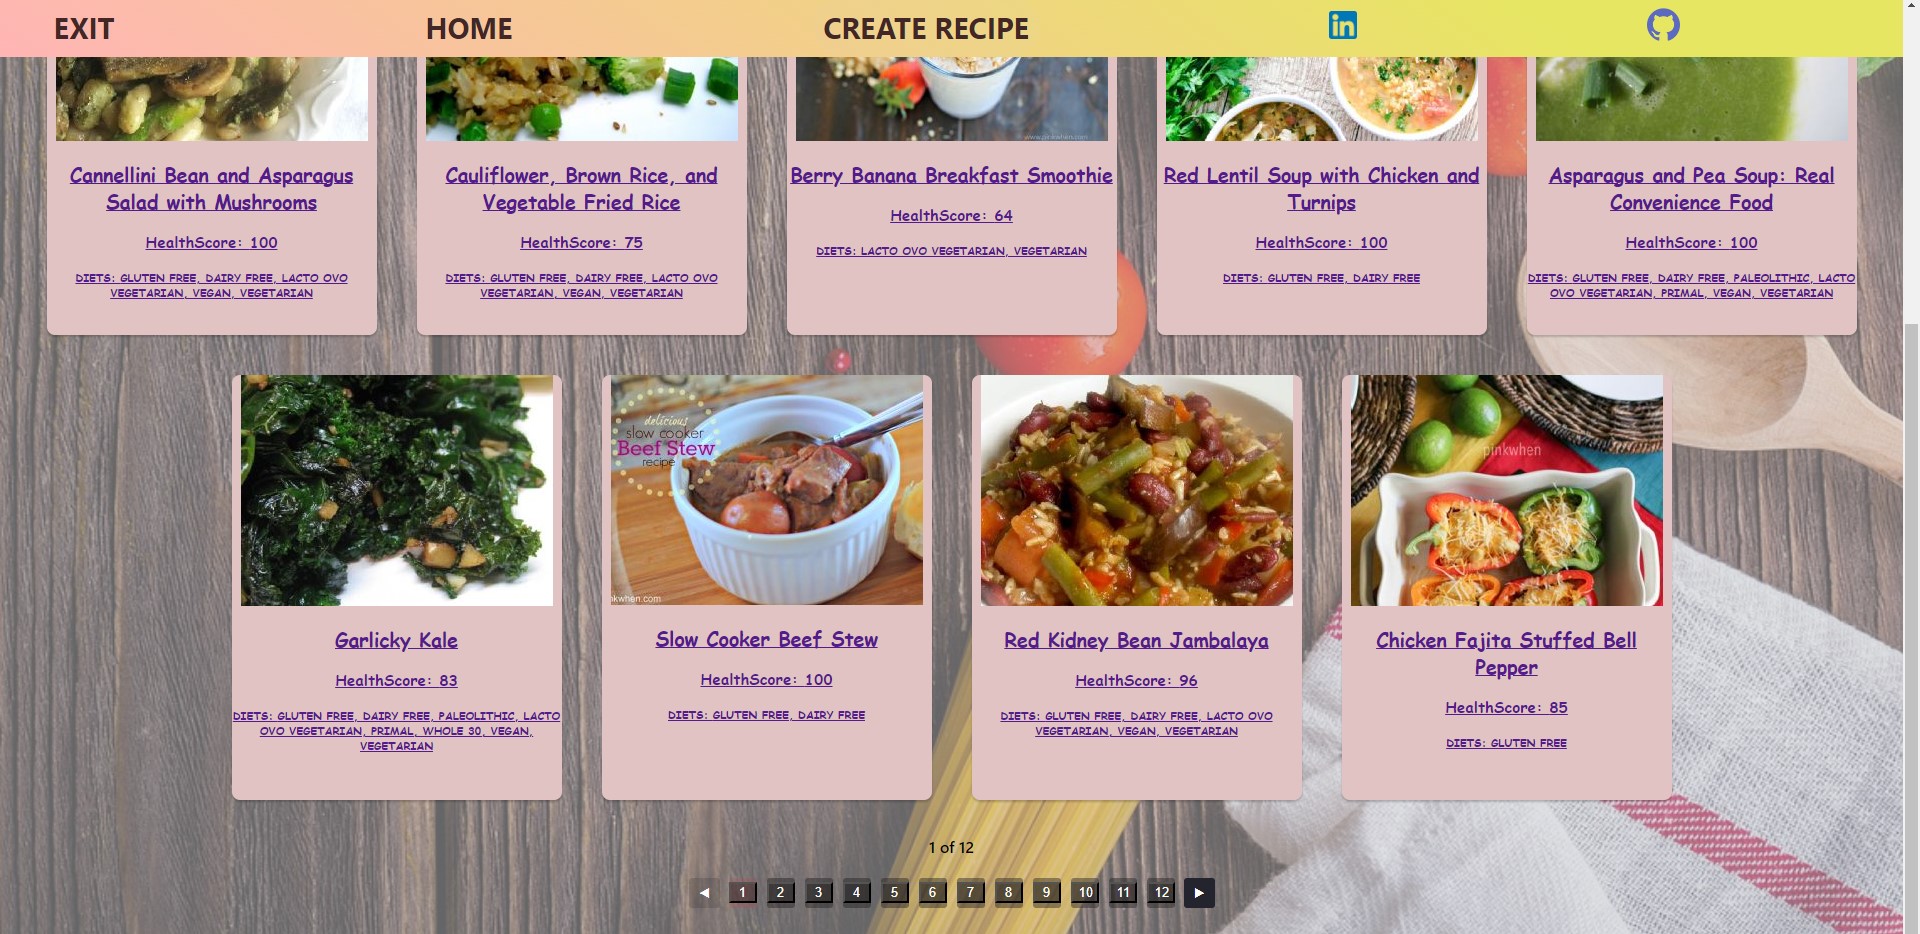 EXIT
HOME
CREATE RECIPE
in
www.pinkwhen.com
Cannellini Bean and Asparagus
Salad with Mushrooms
HealthScore: 100
DIETS: GLUTEN FREE, DAIRY FREE, LACTO OVO
VEGETARIAN, VEGAN, VEGETARIAN
Cauliflower, Brown Rice, and
Vegetable Fried Rice
HealthScore: 75
DIETS: GLUTEN FREE, DAIRY FREE, LACTO OVO
VEGETARIAN, VEGAN, VEGETARIAN
Berry Banana Breakfast Smoothie
HealthScore: 64
DIETS: LACTO OVO VEGETARIAN, VEGETARIAN
Red Lentil Soup with Chicken and
Turnips
HealthScore: 100
DIETS: GLUTEN FREE, DAIRY FREE
Asparagus and Pea Soup: Real
Convenience Food
HealthScore: 100
DIETS: GLUTEN FREE, DAIRY FREE, PALEOLITHIC, LACTO
OVO VEGETARIAN, PRIMAL, VEGAN, VEGETARIAN
Garlicky Kale
HealthScore: 83
DIETS: GLUTEN FREE, DAIRY FREE, PALEOLITHIC, LACTO
OVO VEGETARIAN, PRIMAL, WHOLE 30, VEGAN,
VEGETARIAN
delicious
slow cooker
Beef Stew
recipe
nkwhen.com
Slow Cooker Beef Stew
HealthScore: 100
DIETS: GLUTEN FREE, DAIRY FREE
Red Kidney Bean Jambalaya
HealthScore: 96
DIETS: GLUTEN FREE, DAIRY FREE, LACTO OVO
VEGETARIAN, VEGAN, VEGETARIAN
pinkwhen
Chicken Fajita Stuffed Bell
Pepper
HealthScore: 85
DIETS: GLUTEN FREE
1 of 12
◄ 1 2 3 4 5 6 7 8 9 10 11 12 ►